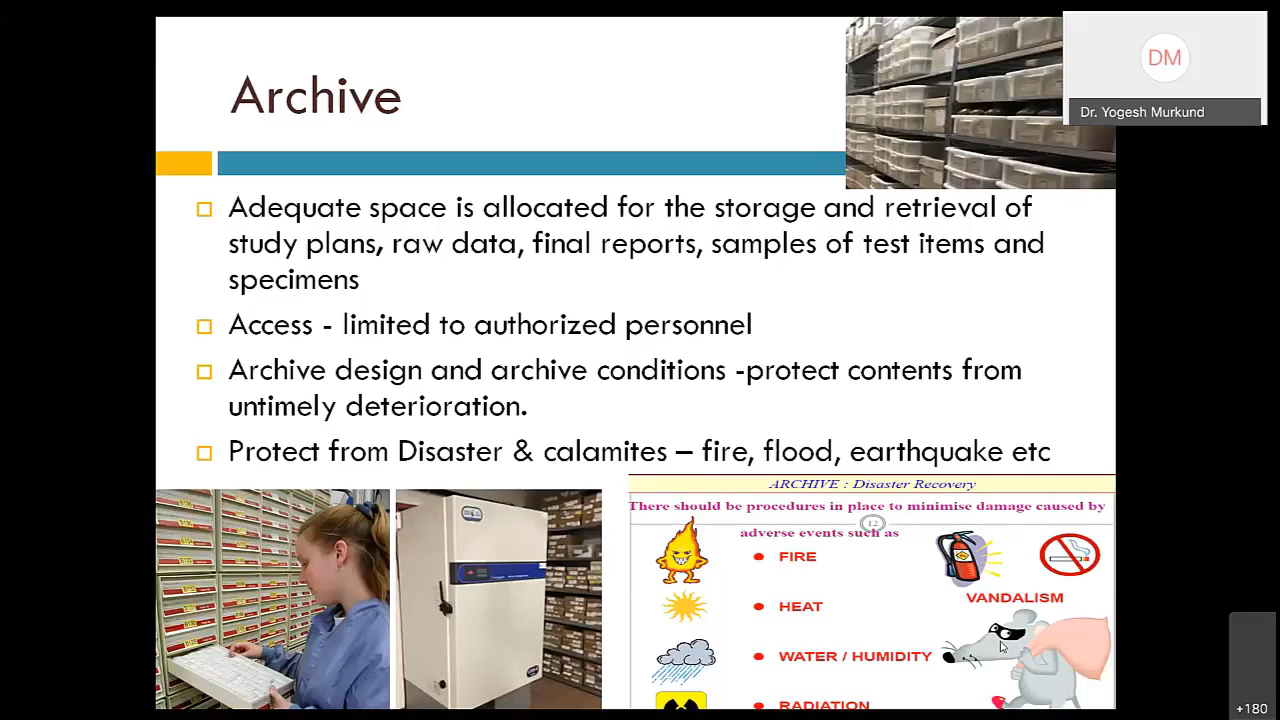 DM
Dr. Yogesh Murkund
Archive
Adequate space is allocated for the storage and retrieval of
study plans, raw data, final reports, samples of test items and
specimens
Access - limited to authorized personnel
Archive design and archive conditions -protect contents from
untimely deterioration.
Protect from Disaster & calamites – fire, flood, earthquake etc
ARCHIVE : Disaster Recovery
There should be procedures in place to minimise damage caused by
12
adverse events such as
FIRE
VANDALISM
HEAT
WATER / HUMIDITY
RADIATION
+180